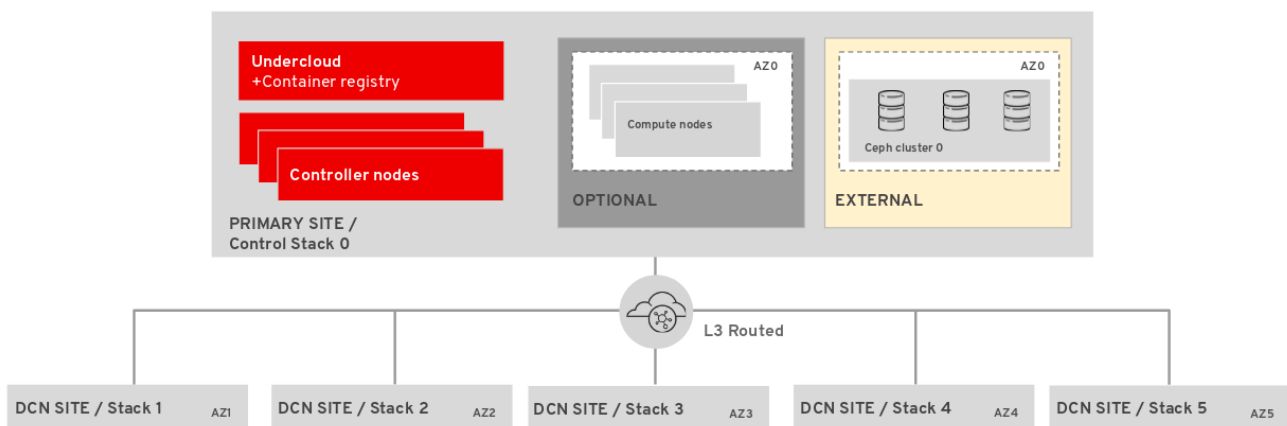 Undercloud
+Container registry
Controller nodes
PRIMARY SITE /
Control Stack 0
AZ0
Compute nodes
OPTIONAL
AZ0
Ceph cluster 0
EXTERNAL
L3 Routed
DCN SITE / Stack 1
AZ1
DCN SITE / Stack 2
AZ2
DCN SITE / Stack 3
AZ3
DCN SITE / Stack 4
AZ4
DCN SITE / Stack 5
AZ5